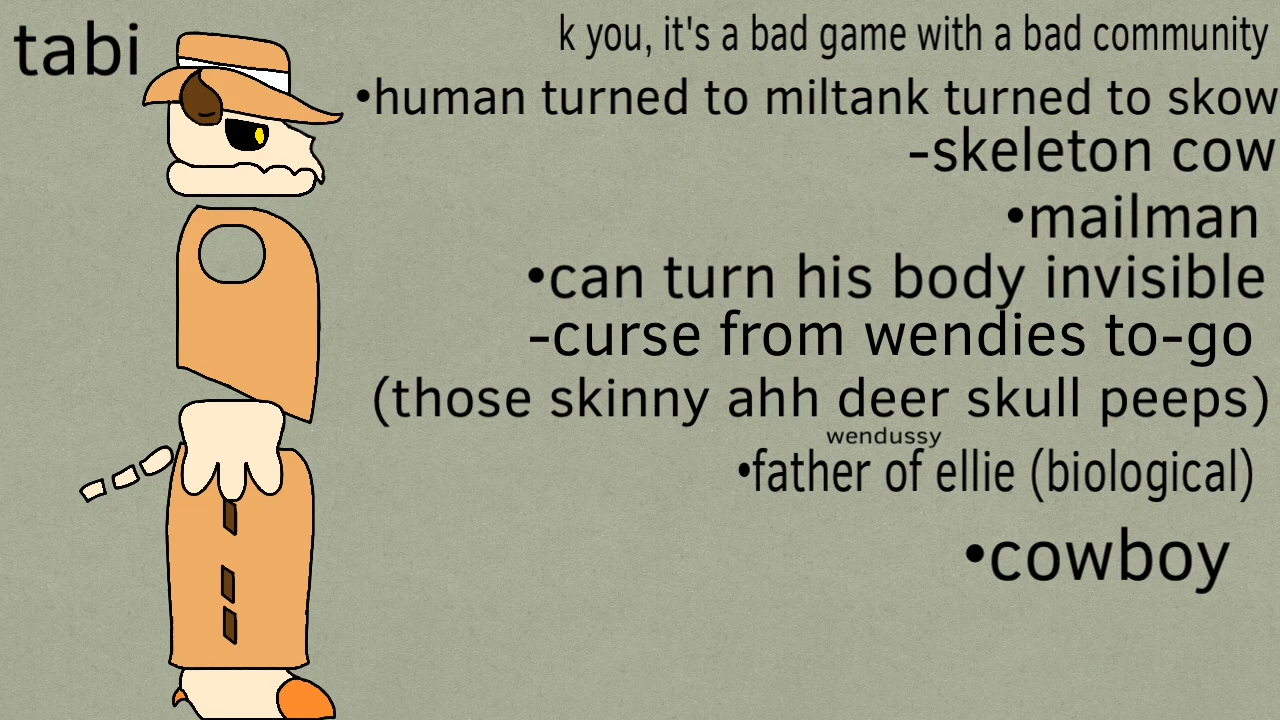 tabi
k you, it's a bad game with a bad community
•human turned to miltank turned to skow
-skeleton cow
•mailman
•can turn his body invisible
-curse from wendies to-go
(those skinny ahh deer skull peeps)
wendussy
•father of ellie (biological)
•cowboy